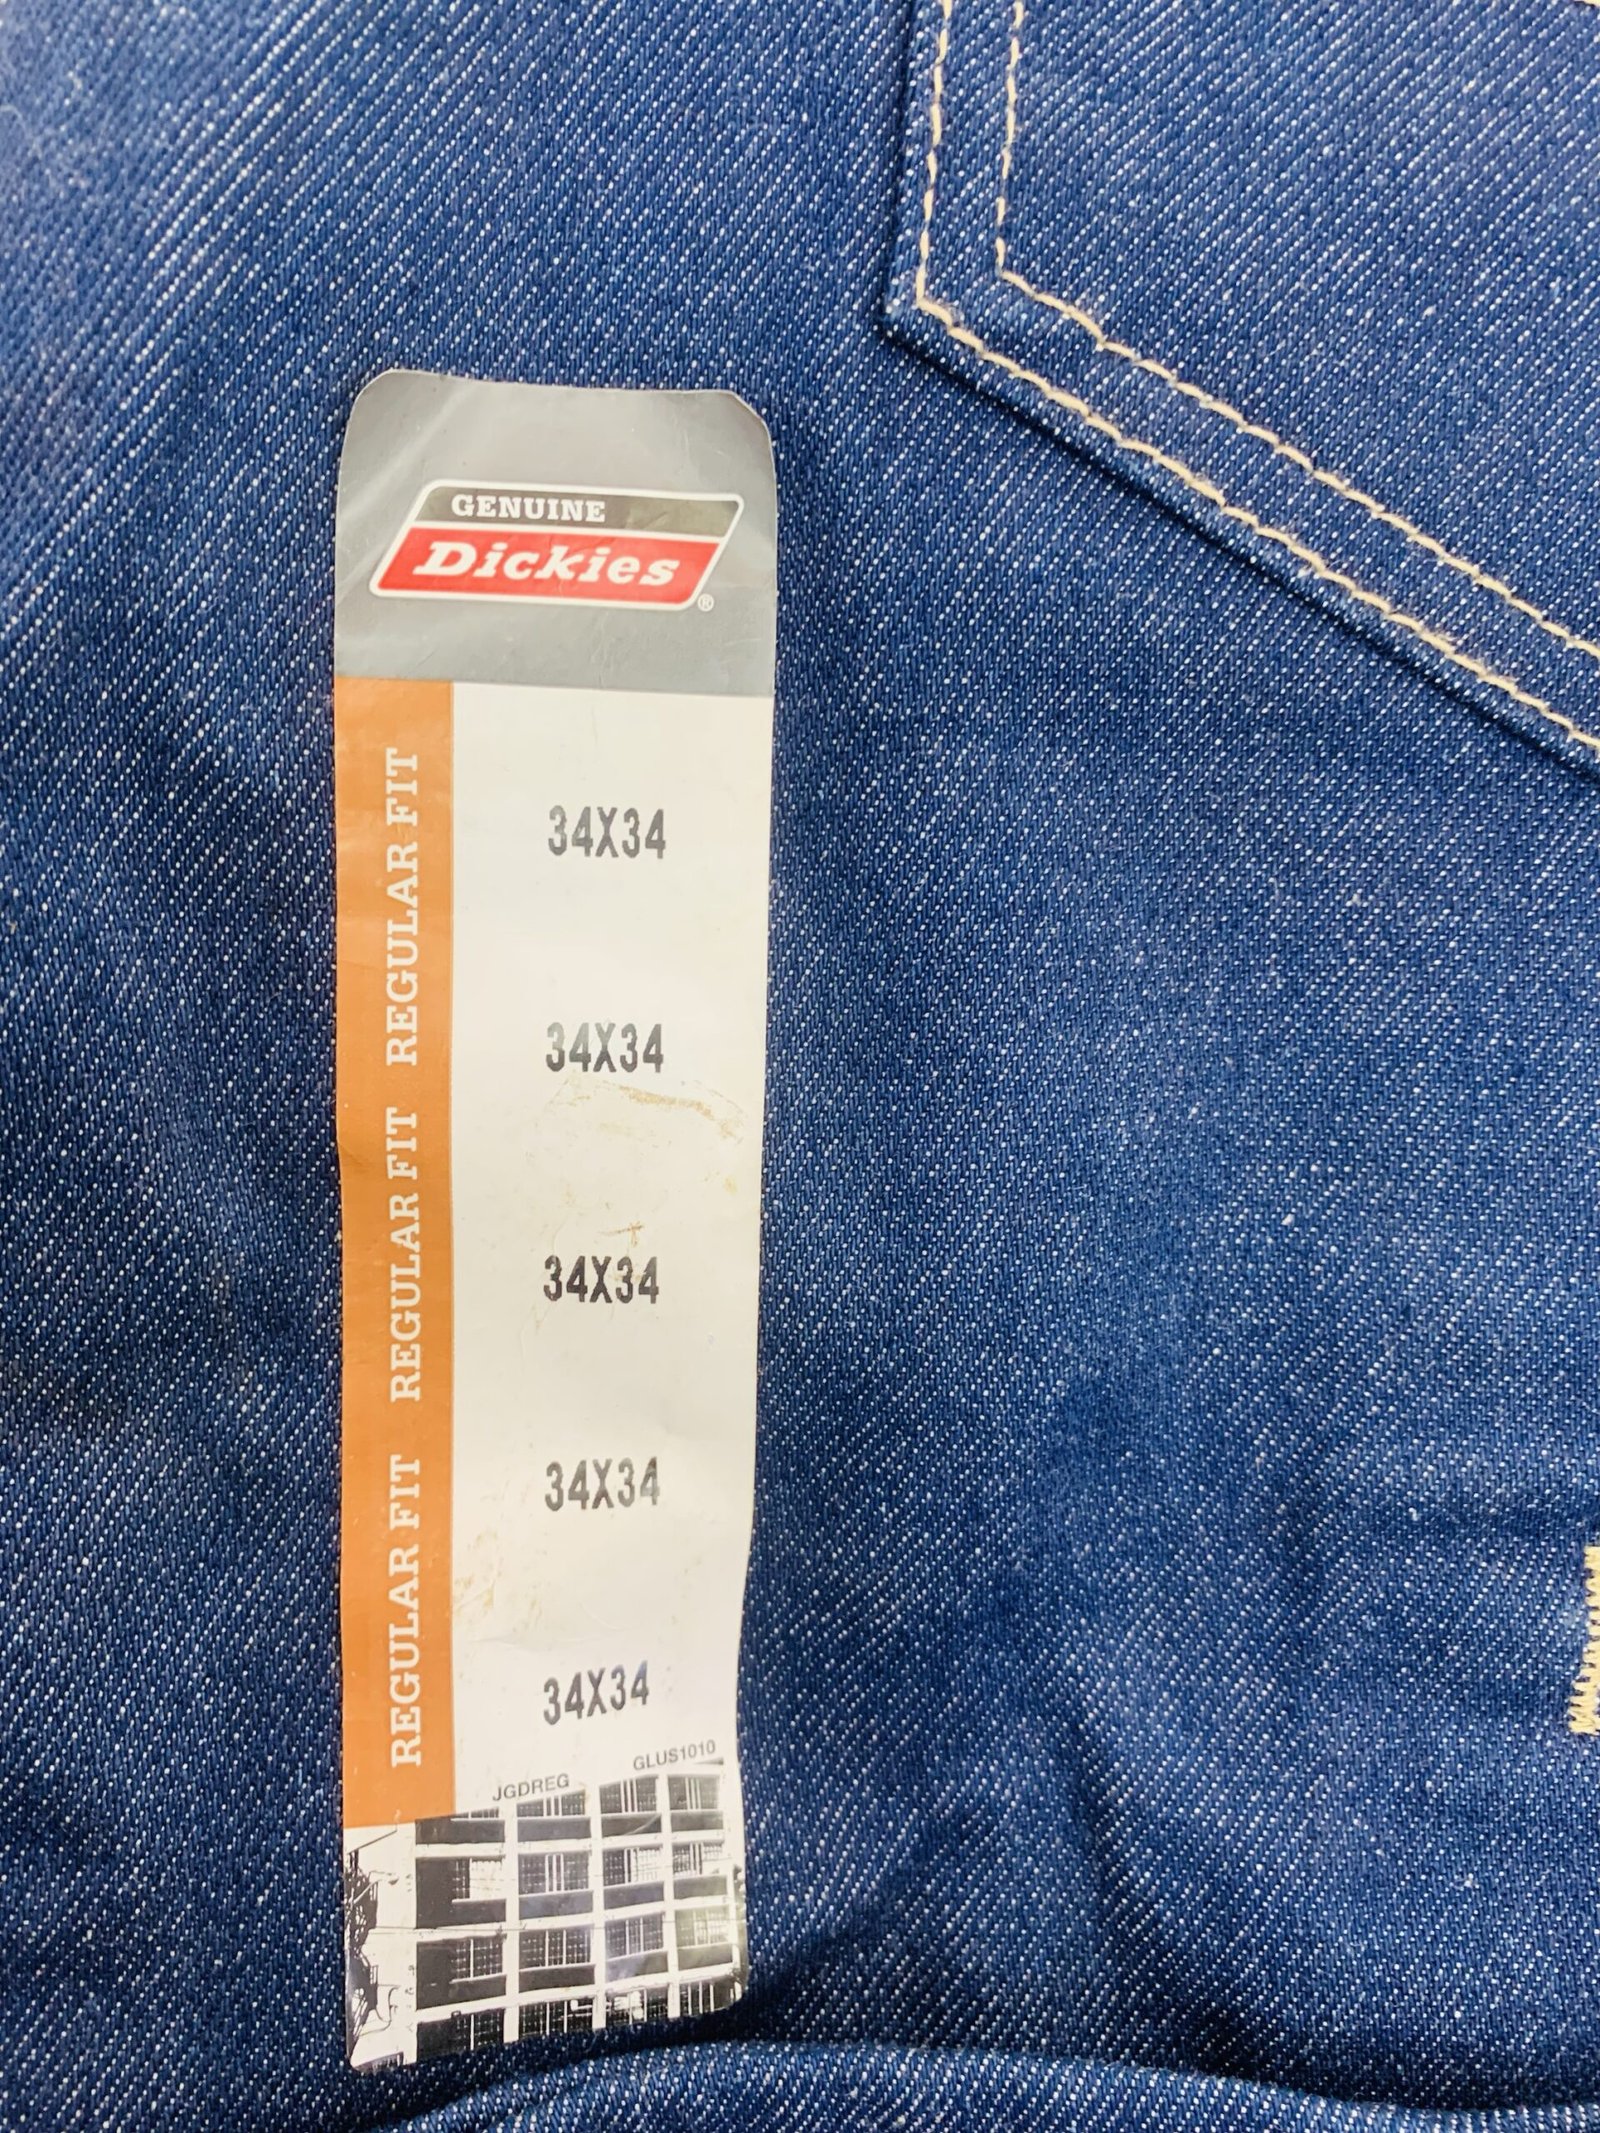 GENUINE
Dickies®
REGULAR FIT REGULAR FIT REGULAR FIT
34X34
34X34
34X34
34X34
34X34
JGDREG GLUS1010